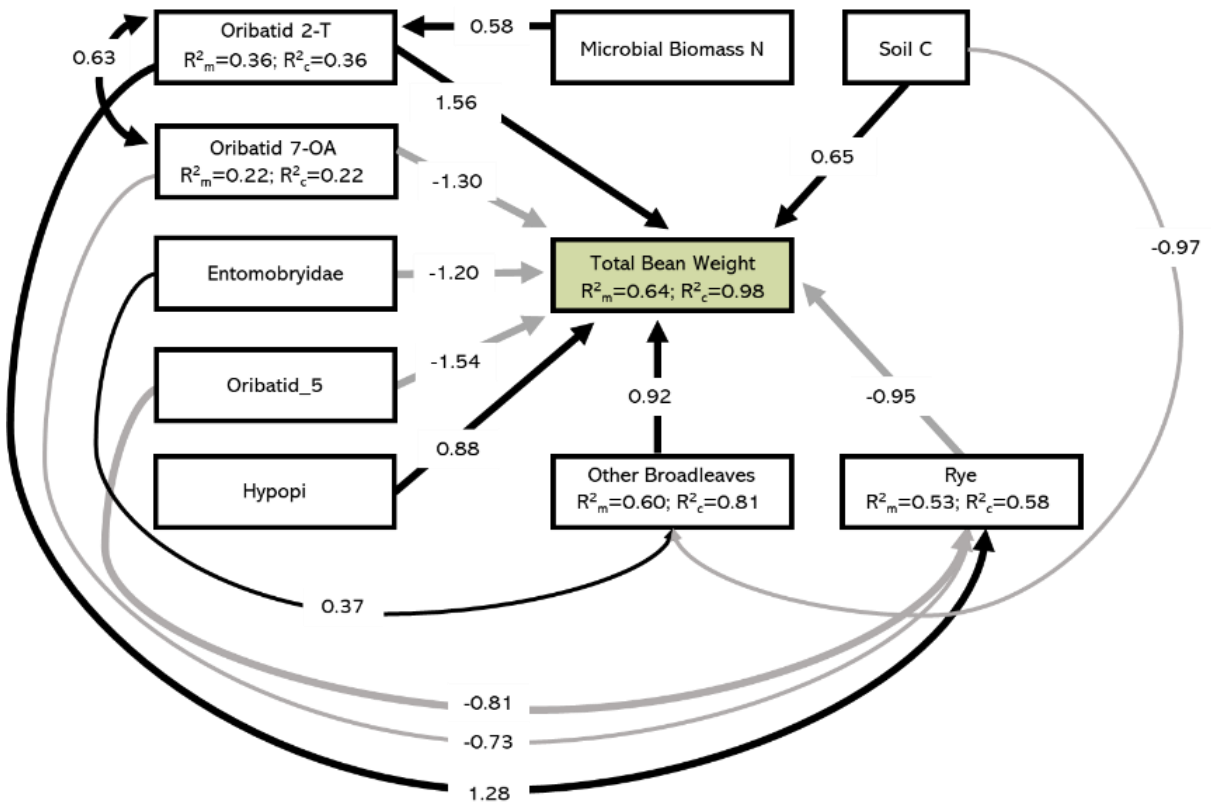 Oribatid 2-T
R²m=0.36; R²c=0.36
0.58
Microbial Biomass N
Soil C
0.63
1.56
Oribatid 7-OA
R²m=0.22; R²c=0.22
-1.30
0.65
-0.97
Entomobryidae
-1.20
Total Bean Weight
R²m=0.64; R²c=0.98
Oribatid_5
-1.54
0.92
-0.95
0.88
Hypopi
Other Broadleaves
R²m=0.60; R²c=0.81
Rye
R²m=0.53; R²c=0.58
0.37
-0.81
-0.73
1.28